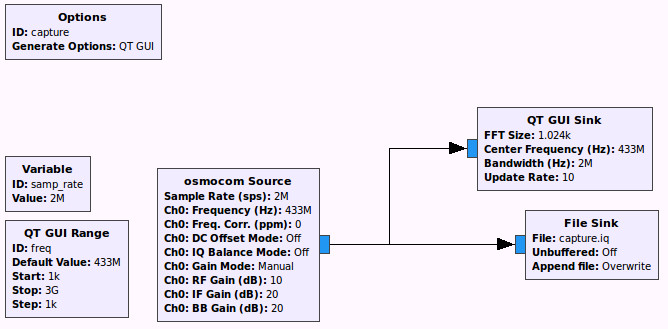 Options
ID: capture
Generate Options: QT GUI
QT GUI Sink
FFT Size: 1.024k
Center Frequency (Hz): 433M
Bandwidth (Hz): 2M
Update Rate: 10
Variable
ID: samp_rate
Value: 2M
osmocom Source
Sample Rate (sps): 2M
Ch0: Frequency (Hz): 433M
Ch0: Freq. Corr. (ppm): 0
Ch0: DC Offset Mode: Off
Ch0: IQ Balance Mode: Off
Ch0: Gain Mode: Manual
Ch0: RF Gain (dB): 10
Ch0: IF Gain (dB): 20
Ch0: BB Gain (dB): 20
QT GUI Range
ID: freq
Default Value: 433M
Start: 1k
Stop: 3G
Step: 1k
File Sink
File: capture.iq
Unbuffered: Off
Append file: Overwrite